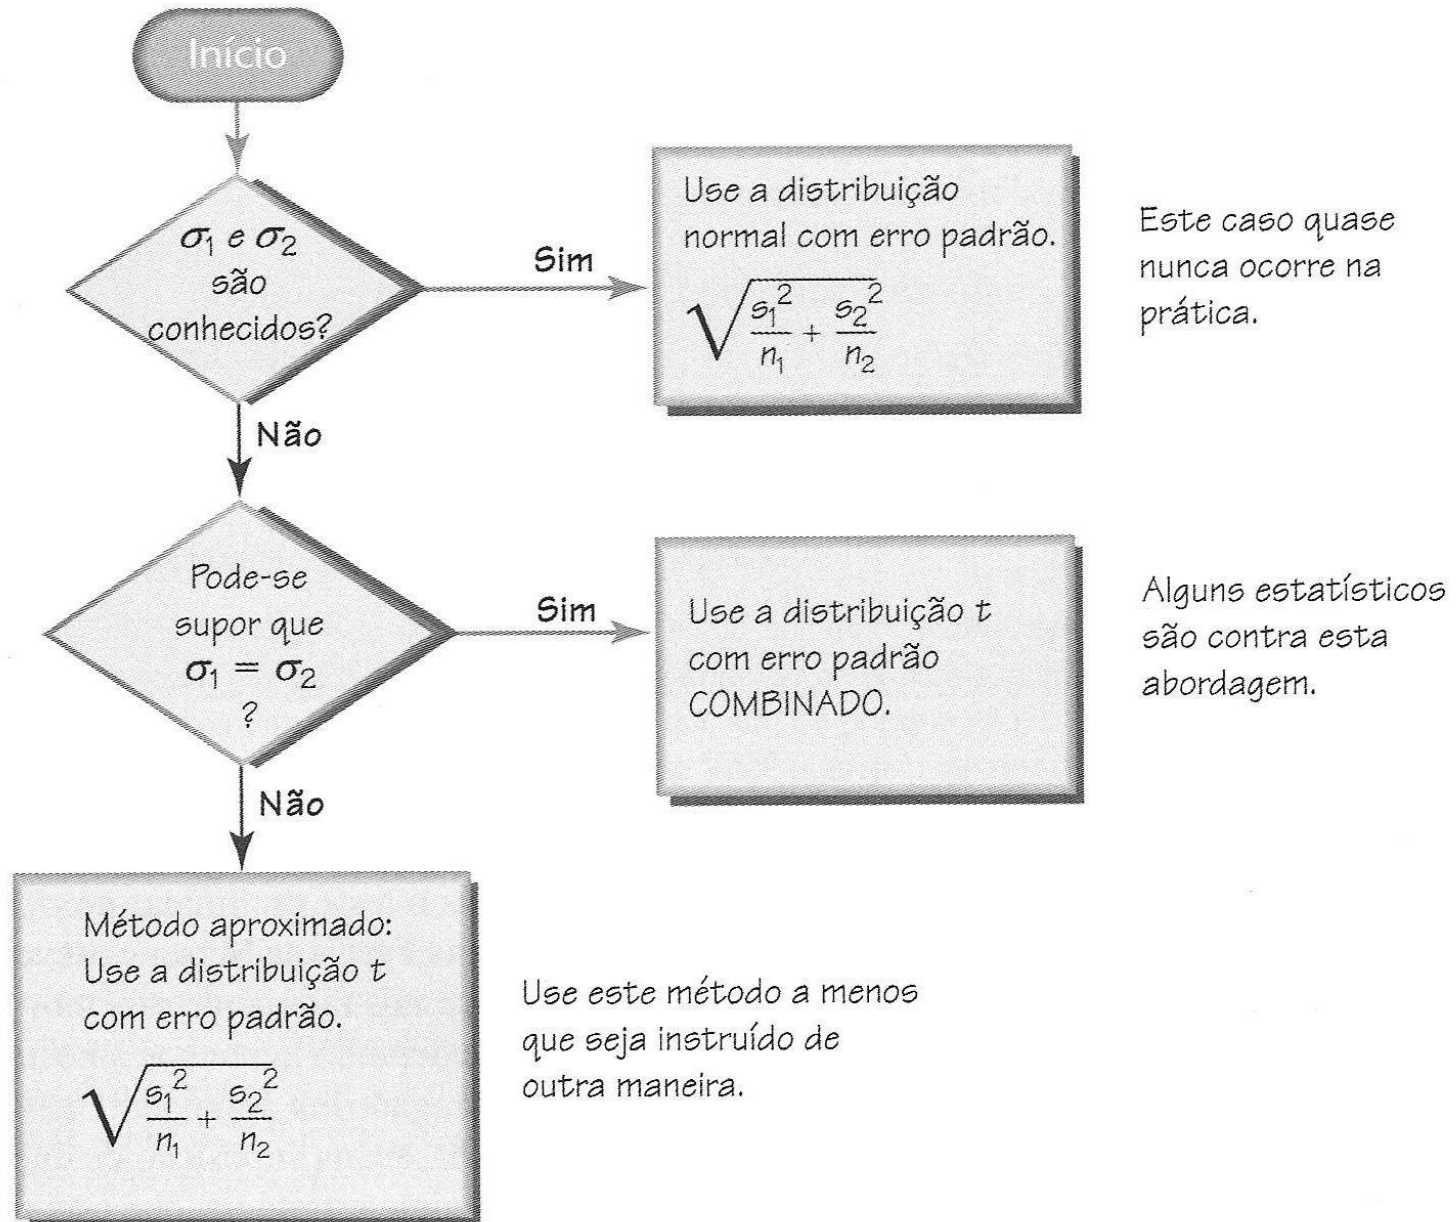 Início
σ₁ e σ₂
são
conhecidos?
Sim
Use a distribuição
normal com erro padrão.
√(s₁²/n₁ + s₂²/n₂)
Este caso quase
nunca ocorre na
prática.
Não
Pode-se
supor que
σ₁ = σ₂
?
Sim
Use a distribuição t
com erro padrão
COMBINADO.
Alguns estatísticos
são contra esta
abordagem.
Não
Método aproximado:
Use a distribuição t
com erro padrão.
√(s₁²/n₁ + s₂²/n₂)
Use este método a menos
que seja instruído de
outra maneira.